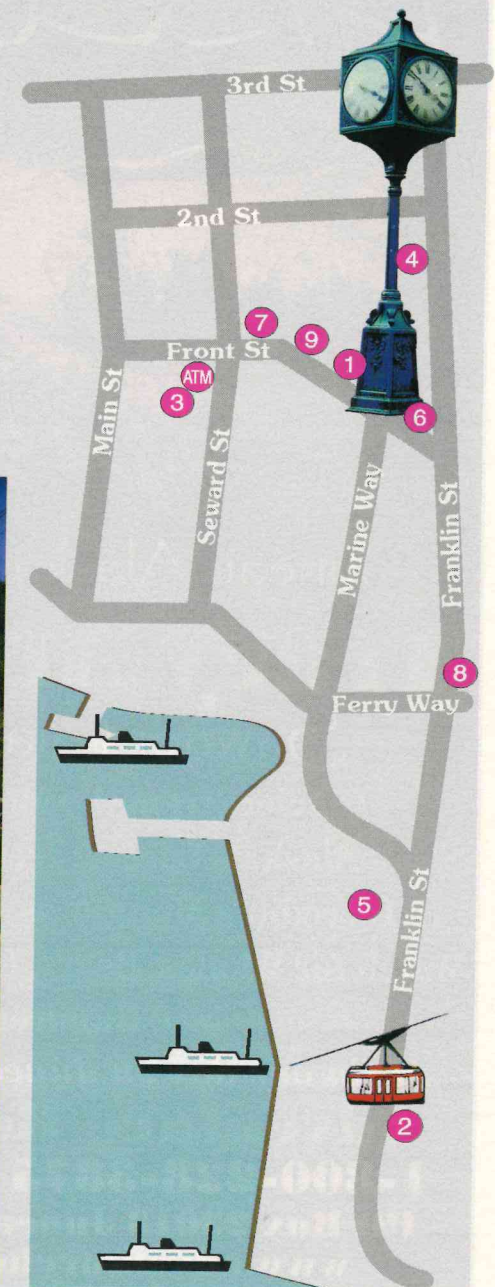 3rd St
2nd St
4
7
9
Front St
1
ATM
3
6
Main St
Seward St
Marine Way
Franklin St
8
Ferry Way
5
Franklin St
2